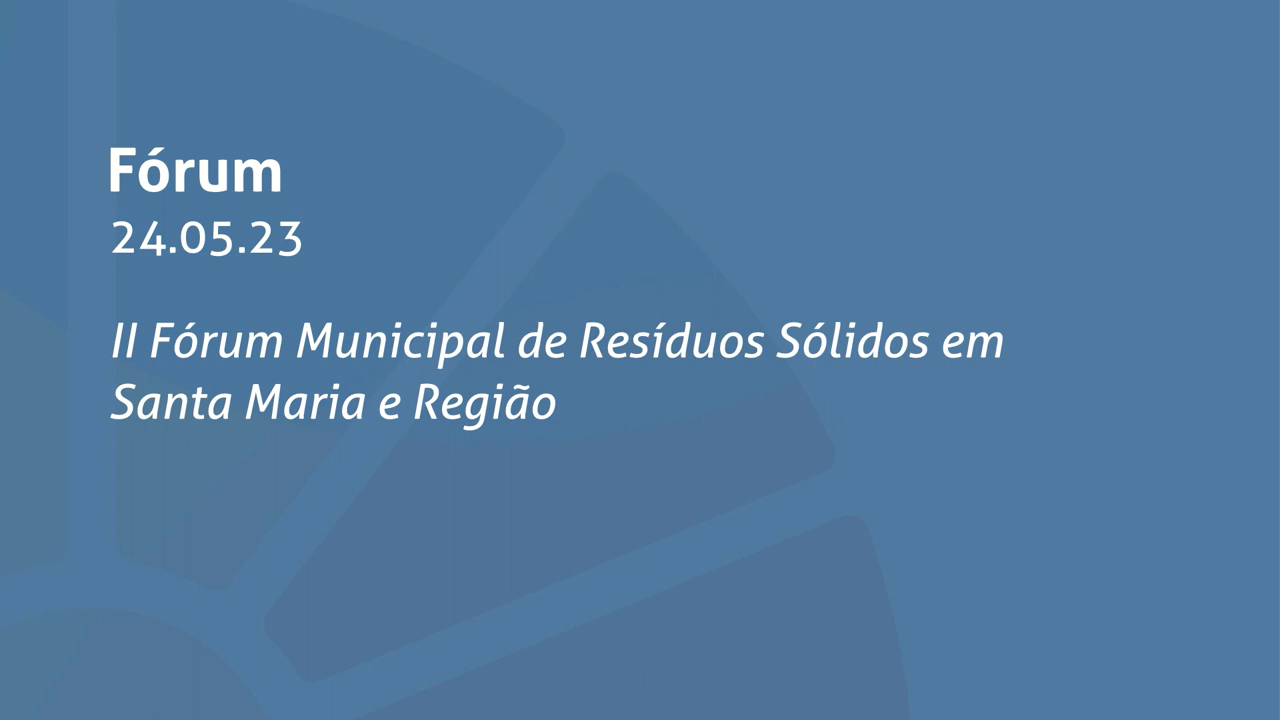 Fórum
24.05.23
II Fórum Municipal de Resíduos Sólidos em
Santa Maria e Região